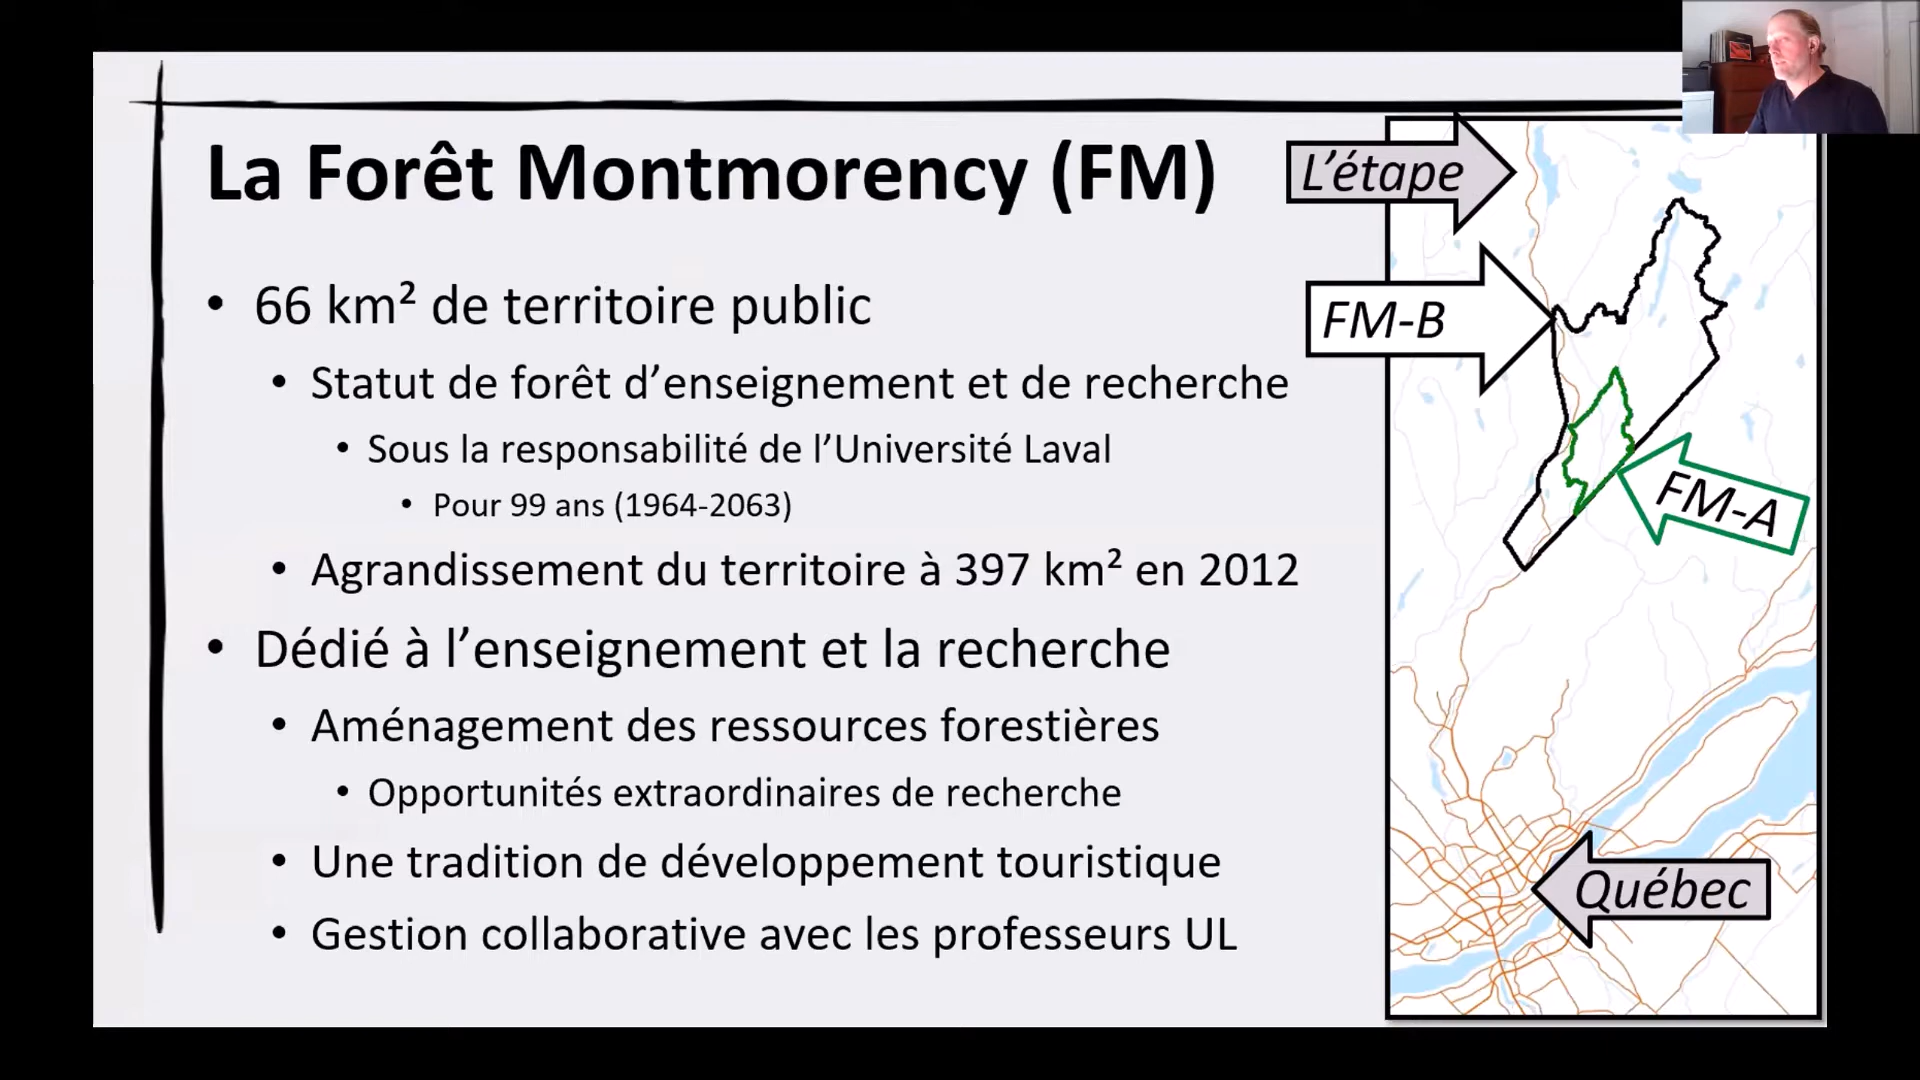 La Forêt Montmorency (FM)
• 66 km² de territoire public
• Statut de forêt d’enseignement et de recherche
• Sous la responsabilité de l’Université Laval
• Pour 99 ans (1964-2063)
• Agrandissement du territoire à 397 km² en 2012
• Dédié à l’enseignement et la recherche
• Aménagement des ressources forestières
• Opportunités extraordinaires de recherche
• Une tradition de développement touristique
• Gestion collaborative avec les professeurs UL
L’étape
FM-B
FM-A
Québec